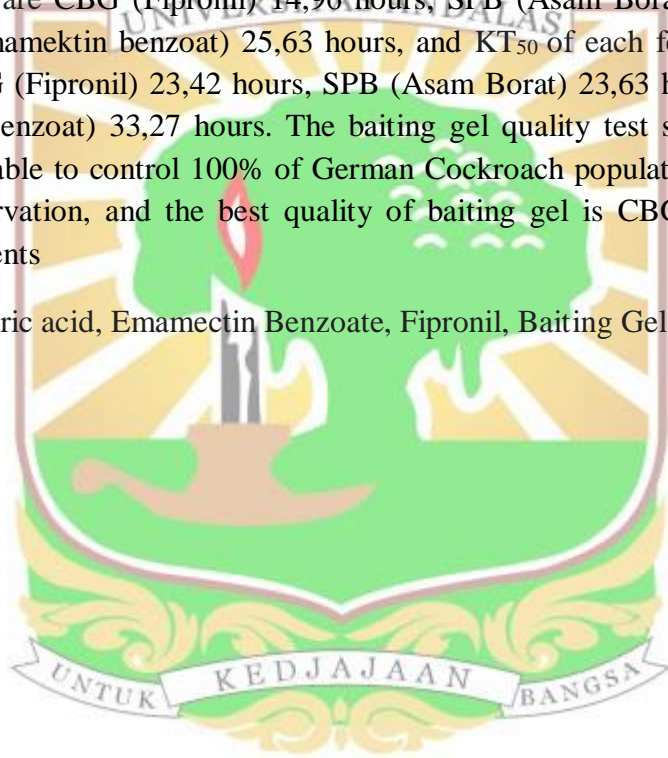 are CBG (Fipronil) 14,96 hours, SPB (Asam Bora
namektin benzoat) 25,63 hours, and KT50 of each f
G (Fipronil) 23,42 hours, SPB (Asam Borat) 23,63 h
enzoat) 33,27 hours. The baiting gel quality test s
able to control 100% of German Cockroach populat
rvation, and the best quality of baiting gel is CBG
ents
ric acid, Emamectin Benzoate, Fipronil, Baiting Gel
UNTUK KEDJAJAAN BANGSA